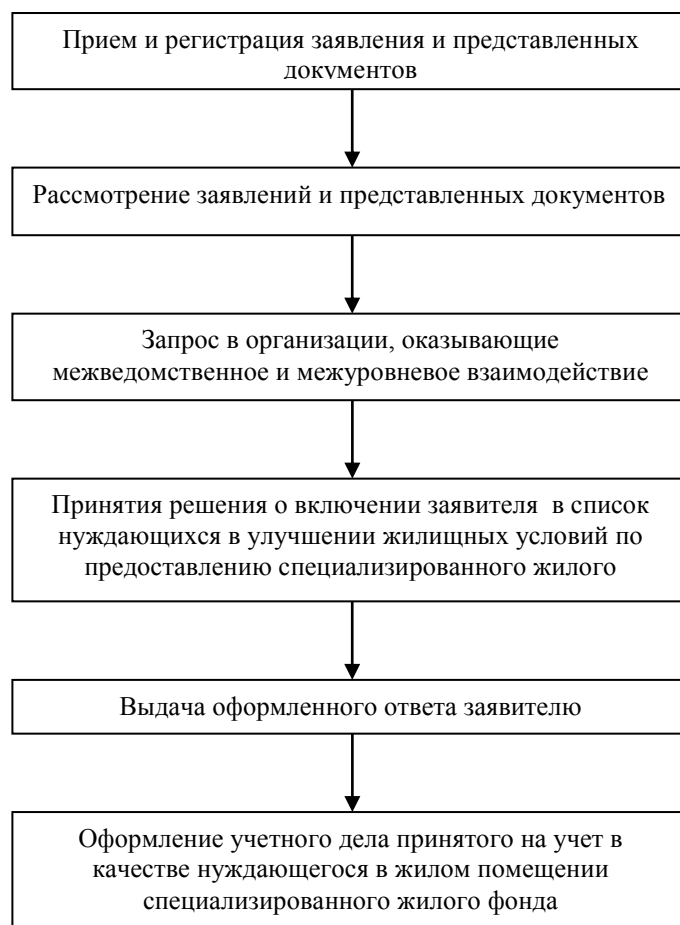 Прием и регистрация заявления и представленных
документов
Рассмотрение заявлений и представленных документов
Запрос в организации, оказывающие
межведомственное и межуровневое взаимодействие
Принятия решения о включении заявителя в список
нуждающихся в улучшении жилищных условий по
предоставлению специализированного жилого
Выдача оформленного ответа заявителю
Оформление учетного дела принятого на учет в
качестве нуждающегося в жилом помещении
специализированного жилого фонда